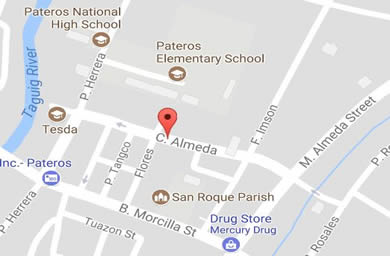 Pateros National
High School
Pateros
Elementary School
Taguig River
P. Herrera
Tesda
C. Almeda
F. Imson
M. Almeda Street
Inc.- Pateros
P. Tangco
Flores
P. Herrera
San Roque Parish
B. Morcilla St
Tuazon St
Drug Store
Mercury Drug
P. Rosales
P.